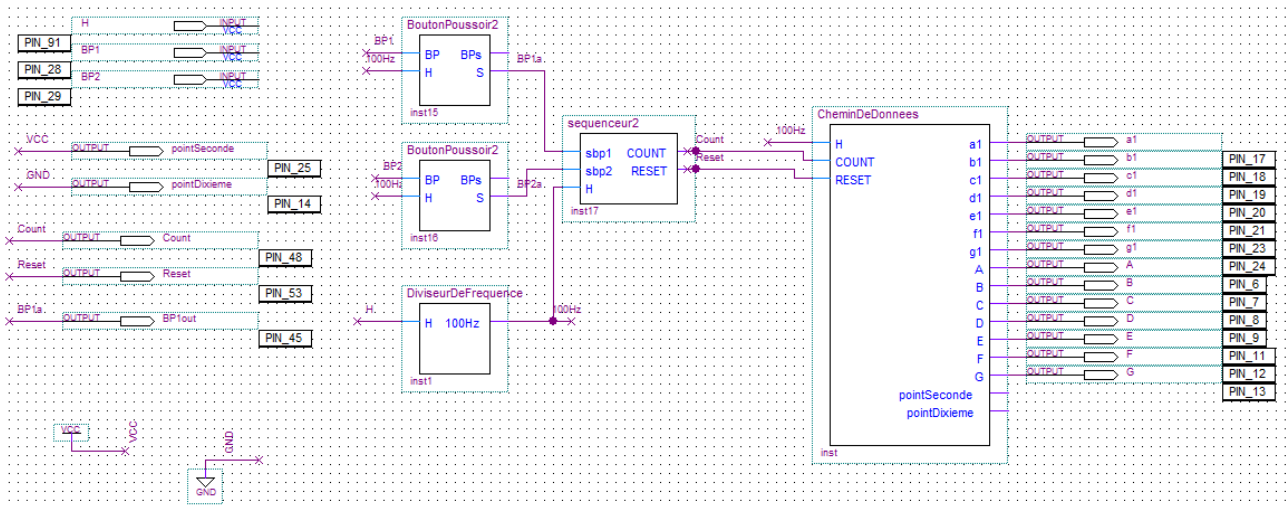 H INPUT VCC
PIN_91
BP1 INPUT VCC
PIN_28
BP2 INPUT VCC
PIN_29
VCC OUTPUT pointSeconde
PIN_25
GND OUTPUT pointDixieme
PIN_14
Count OUTPUT Count
PIN_48
Reset OUTPUT Reset
PIN_53
BP1a OUTPUT BP1out
PIN_45
VCC VCC
GND
GND
BoutonPoussoir2
BP1 BP BPs
100Hz H S BP1a
inst15
BoutonPoussoir2
BP2 BP BPs
100Hz H S BP2a
inst16
DiviseurDeFrequence
H H 100Hz 100Hz
inst1
sequenceur2
sbp1 COUNT Count
sbp2 RESET Reset
H
inst17
CheminDeDonnees
100Hz H
COUNT
RESET
a1 OUTPUT a1
b1 OUTPUT b1 PIN_17
c1 OUTPUT c1 PIN_18
d1 OUTPUT d1 PIN_19
e1 OUTPUT e1 PIN_20
f1 OUTPUT f1 PIN_21
g1 OUTPUT g1 PIN_23
A OUTPUT A PIN_24
B OUTPUT B PIN_6
C OUTPUT C PIN_7
D OUTPUT D PIN_8
E OUTPUT E PIN_9
F OUTPUT F PIN_11
G OUTPUT G PIN_12
PIN_13
pointSeconde
pointDixieme
inst